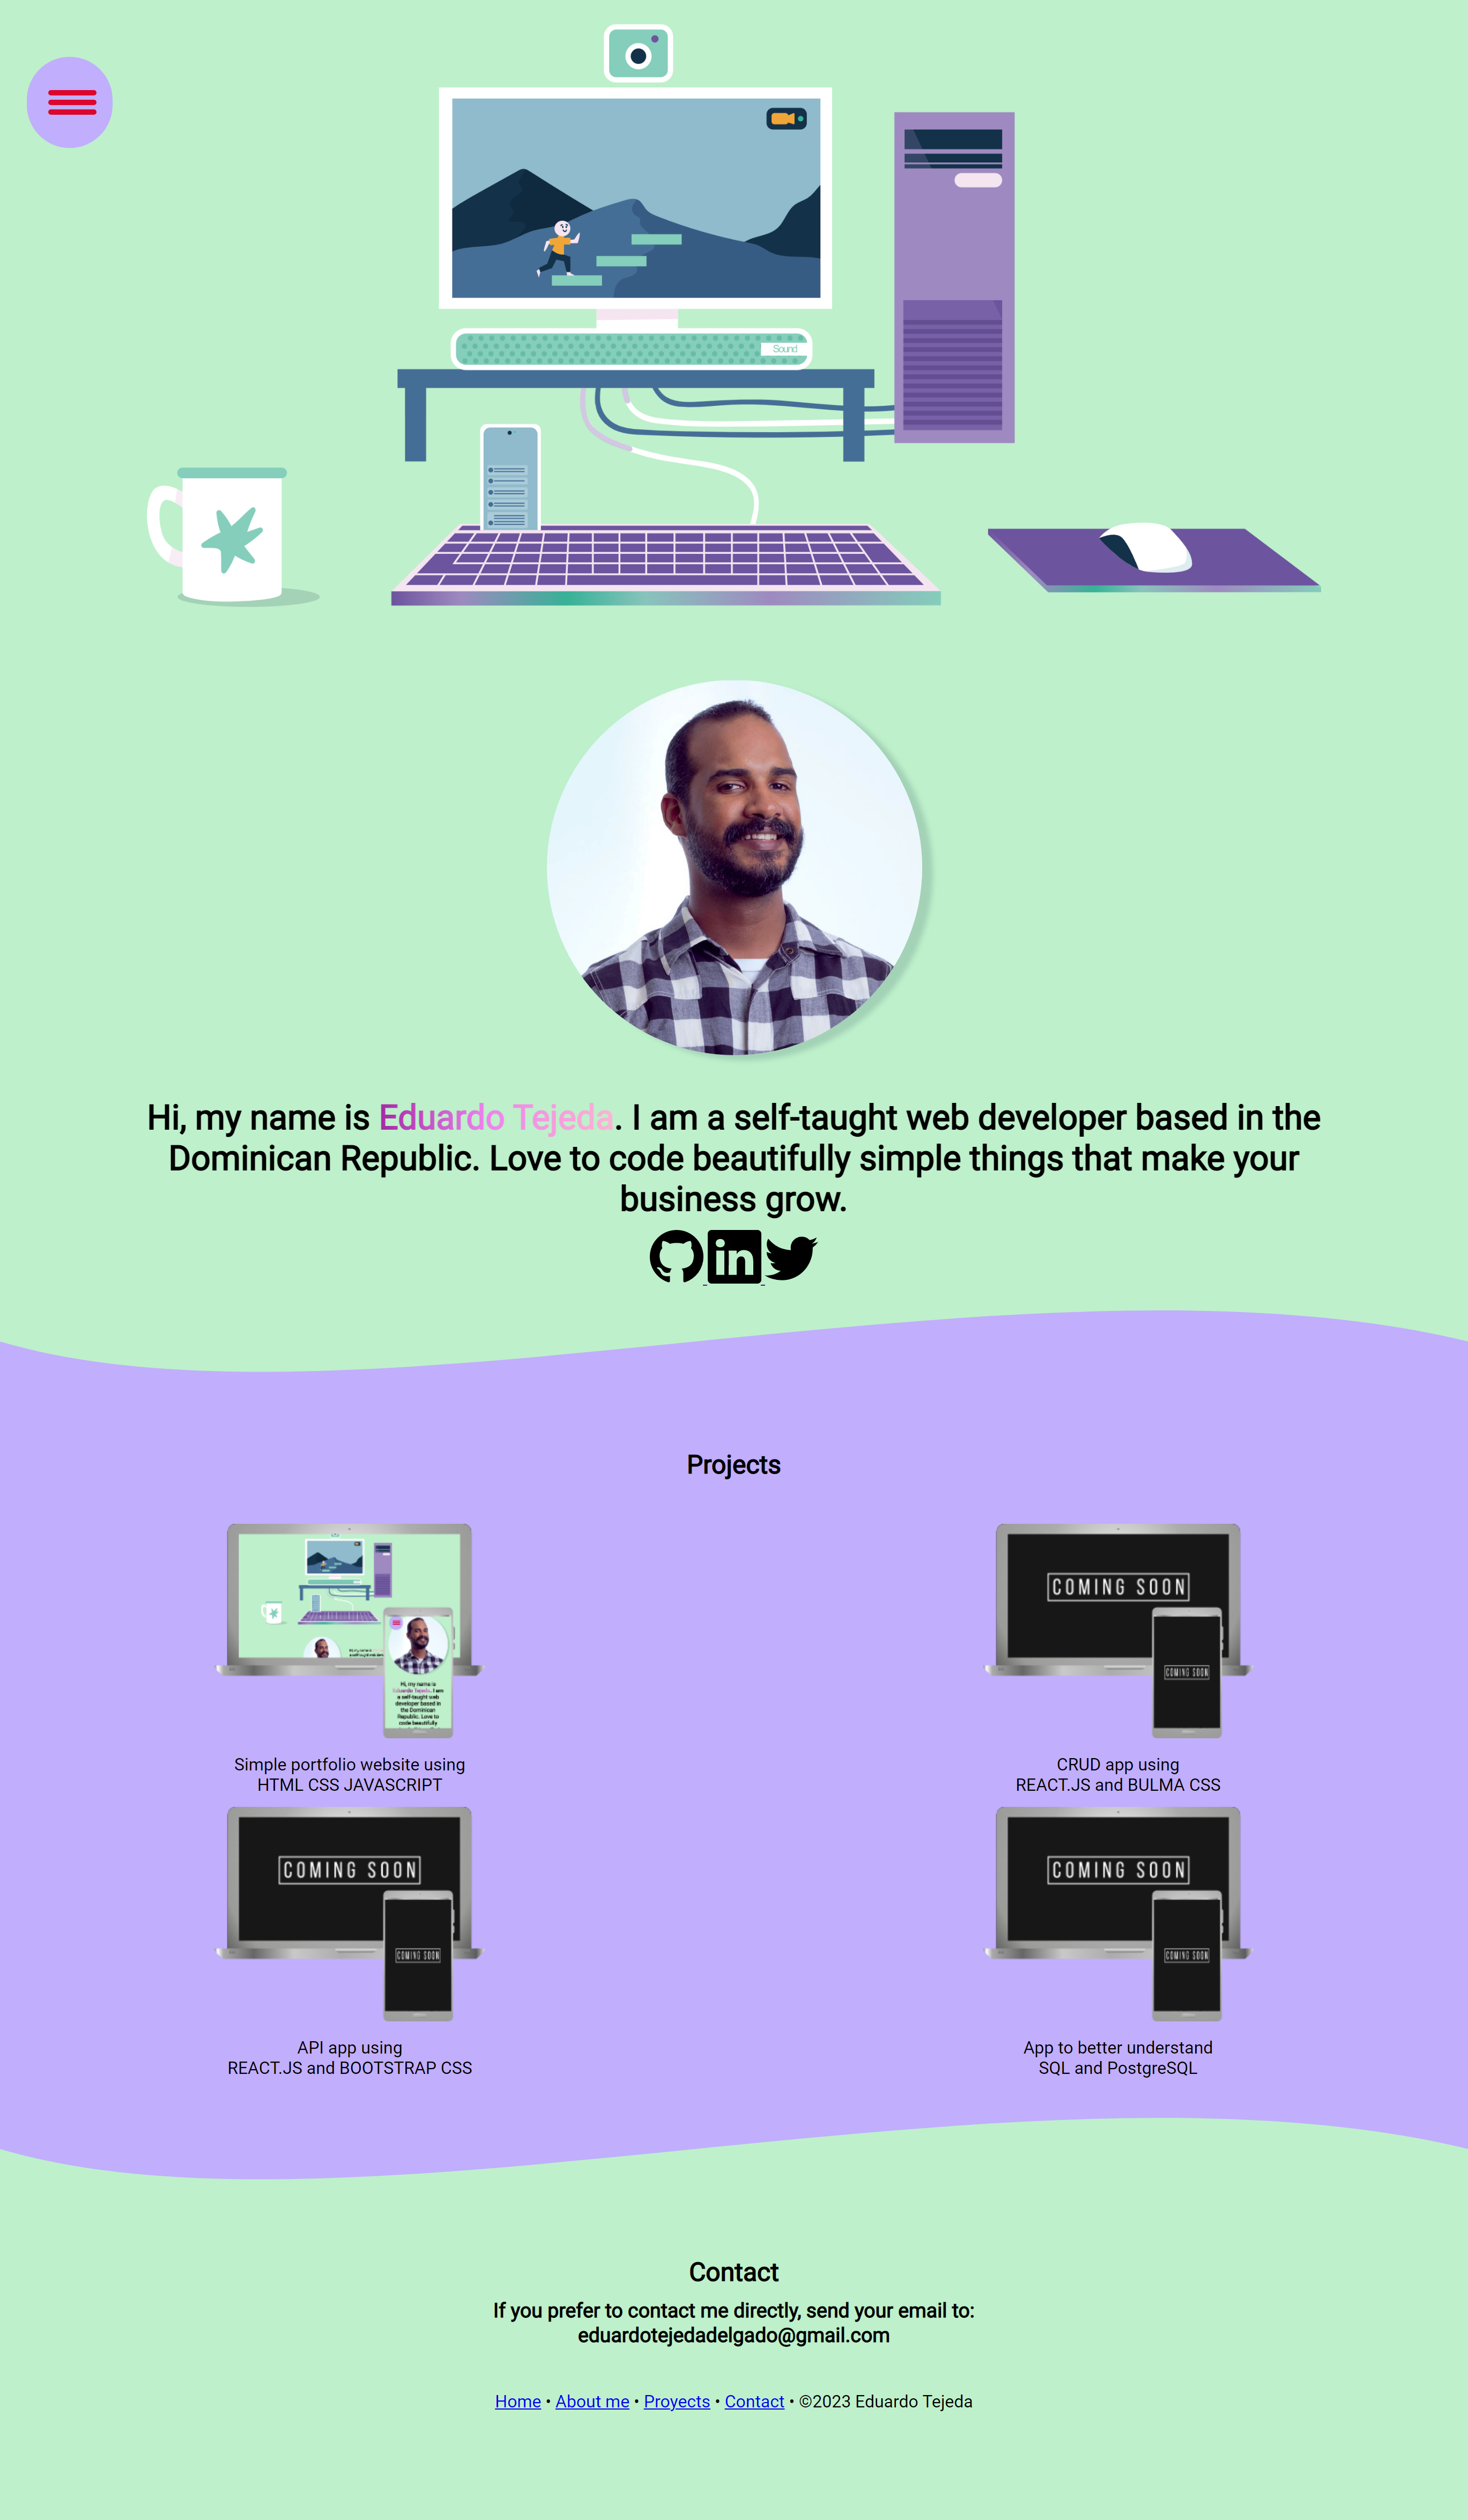 Sound
Hi, my name is Eduardo Tejeda. I am a self-taught web developer based in the
Dominican Republic. Love to code beautifully simple things that make your
business grow.
in
Projects
COMING SOON
COMING SOON
Hi, my name is
Eduardo Tejeda. I am
a self-taught web
developer based in
the Dominican
Republic. Love to
code beautifully
Simple portfolio website using
HTML CSS JAVASCRIPT
CRUD app using
REACT.JS and BULMA CSS
COMING SOON
COMING SOON
COMING SOON
COMING SOON
API app using
REACT.JS and BOOTSTRAP CSS
App to better understand
SQL and PostgreSQL
Contact
If you prefer to contact me directly, send your email to:
eduardotejedadelgado@gmail.com
Home • About me • Proyects • Contact • ©2023 Eduardo Tejeda